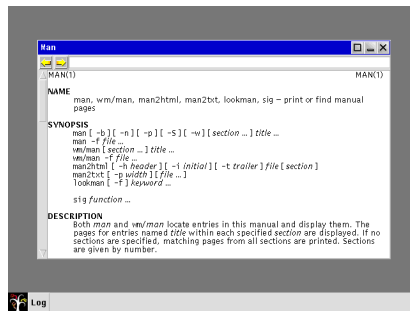 Man
MAN(1) MAN(1)
NAME
man, wm/man, man2html, man2txt, lookman, sig – print or find manual
pages
SYNOPSIS
man [ -b ] [ -n ] [ -p ] [ -S ] [ -w ] [ section ... ] title ...
man -f file ...
wm/man [ section ... ] title ...
wm/man -f file ...
man2html [ -h header ] [ -i initial ] [ -t trailer ] file [ section ]
man2txt [ -p width ] [ file ... ]
lookman [ -f ] keyword ...
sig function ...
DESCRIPTION
Both man and wm/man locate entries in this manual and display them. The
pages for entries named title within each specified section are displayed. If no
sections are specified, matching pages from all sections are printed. Sections
are given by number.
Log